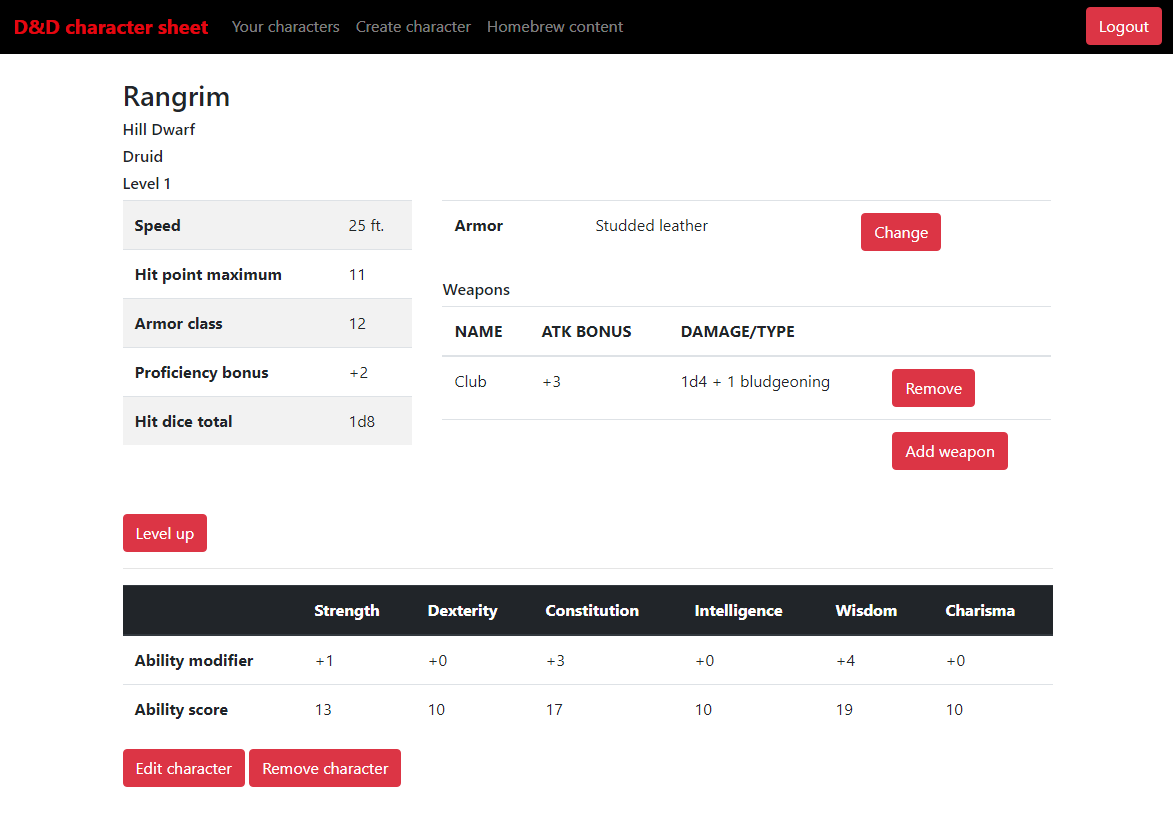 D&D character sheet Your characters Create character Homebrew content Logout
Rangrim
Hill Dwarf
Druid
Level 1
Speed 25 ft.
Hit point maximum 11
Armor class 12
Proficiency bonus +2
Hit dice total 1d8
Armor Studded leather Change
Weapons
NAME ATK BONUS DAMAGE/TYPE
Club +3 1d4 + 1 bludgeoning Remove
Add weapon
Level up
Strength Dexterity Constitution Intelligence Wisdom Charisma
Ability modifier +1 +0 +3 +0 +4 +0
Ability score 13 10 17 10 19 10
Edit character Remove character